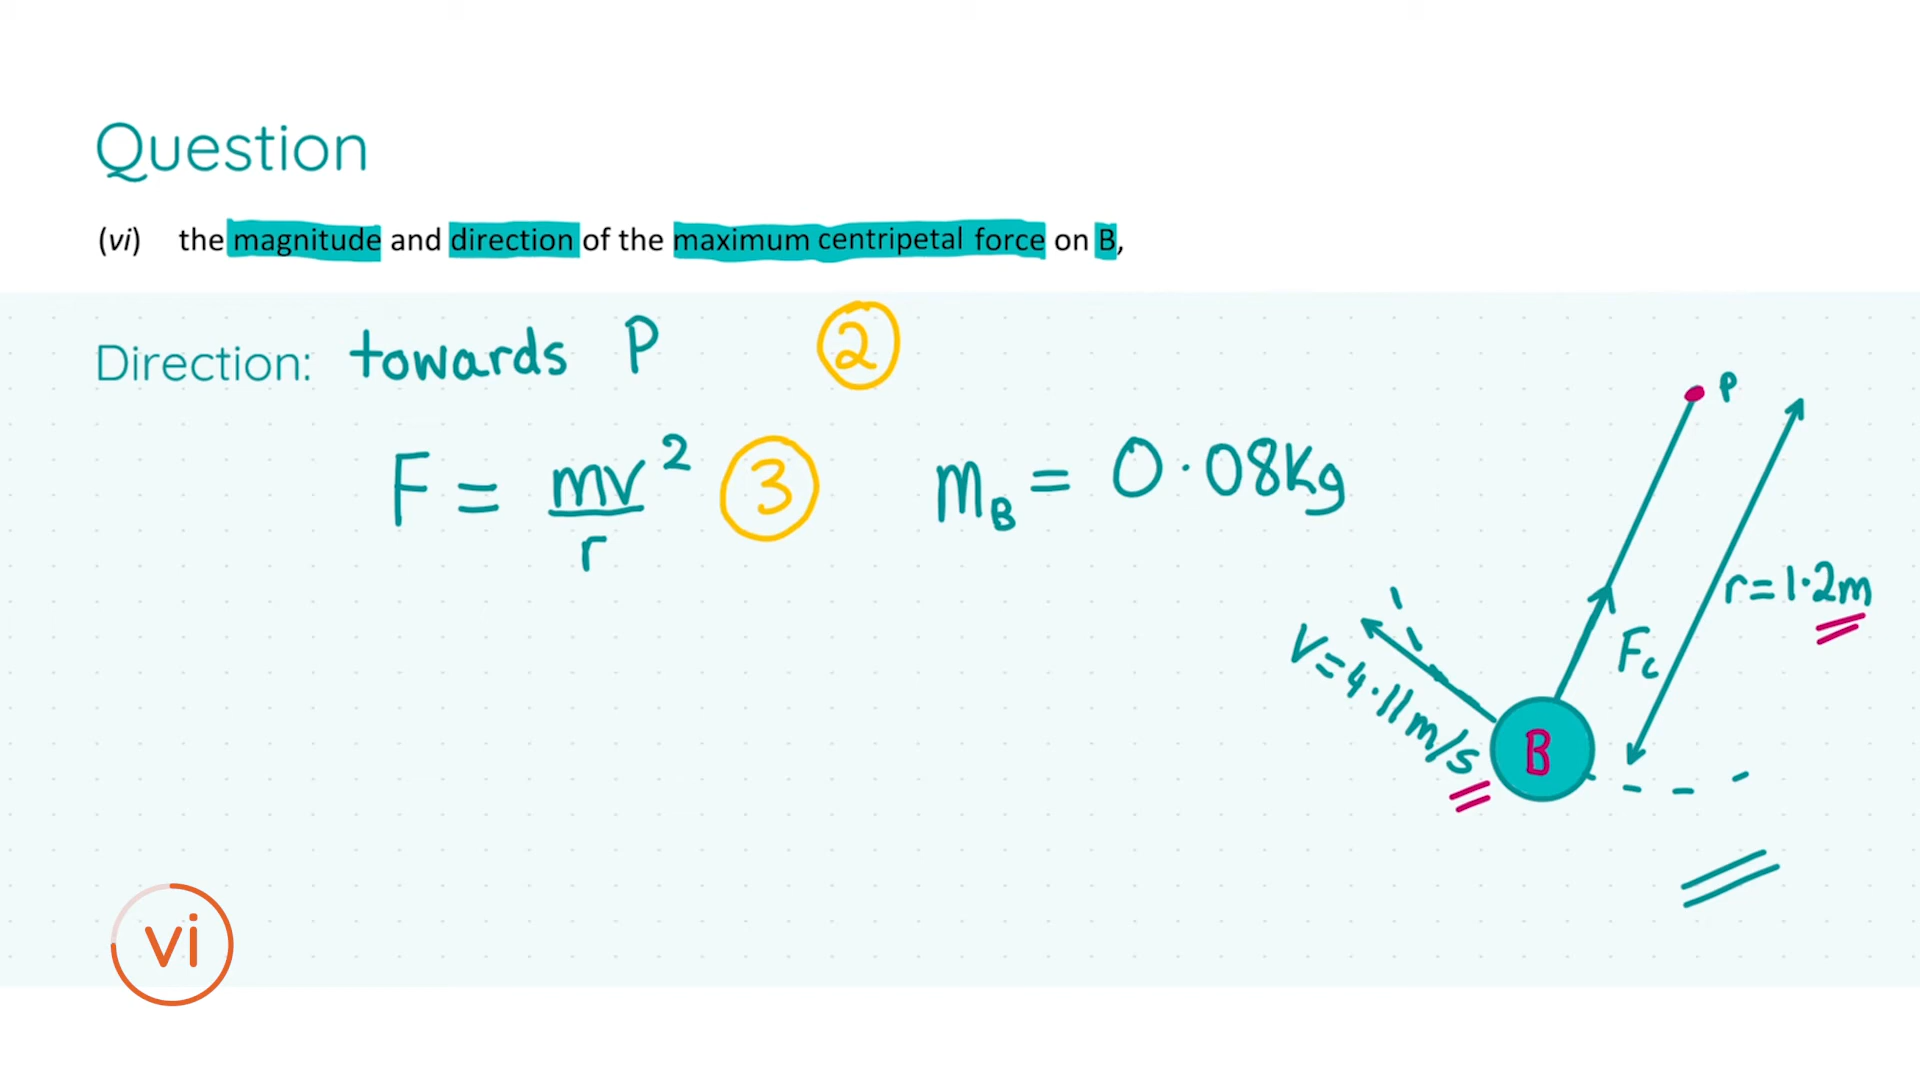 Question
(vi) the magnitude and direction of the maximum centripetal force on B,
Direction: towards P ②
F = mv²/r ③ m_B = 0.08Kg
P
r=1.2m
Fc
V=4.11m/s
B
vi